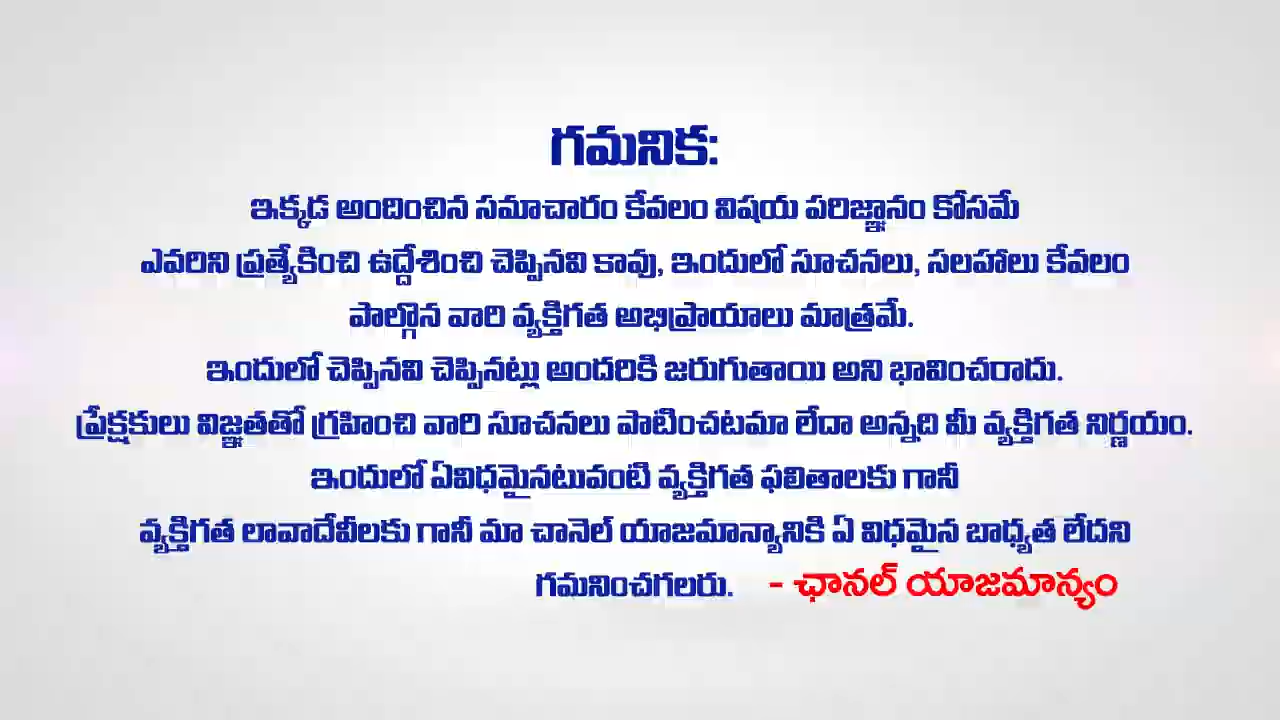 గమనిక:
ఇక్కడ అందించిన సమాచారం కేవలం విషయ పరిజ్ఞానం కోసమే
ఎవరిని ప్రత్యేకించి ఉద్దేశించి చెప్పినవి కావు, ఇందులో సూచనలు, సలహాలు కేవలం
పాల్గొన వారి వ్యక్తిగత అభిప్రాయాలు మాత్రమే.
ఇందులో చెప్పినవి చెప్పినట్లు అందరికి జరుగుతాయి అని భావించరాదు.
ప్రేక్షకులు విజ్ఞతతో గ్రహించి వారి సూచనలు పాటించటమా లేదా అన్నది మీ వ్యక్తిగత నిర్ణయం.
ఇందులో ఏవిధమైనటువంటి వ్యక్తిగత ఫలితాలకు గానీ
వ్యక్తిగత లావాదేవీలకు గానీ మా చానెల్ యాజమాన్యానికి ఏ విధమైన బాధ్యత లేదని
గమనించగలరు. - ఛానల్ యాజమాన్యం